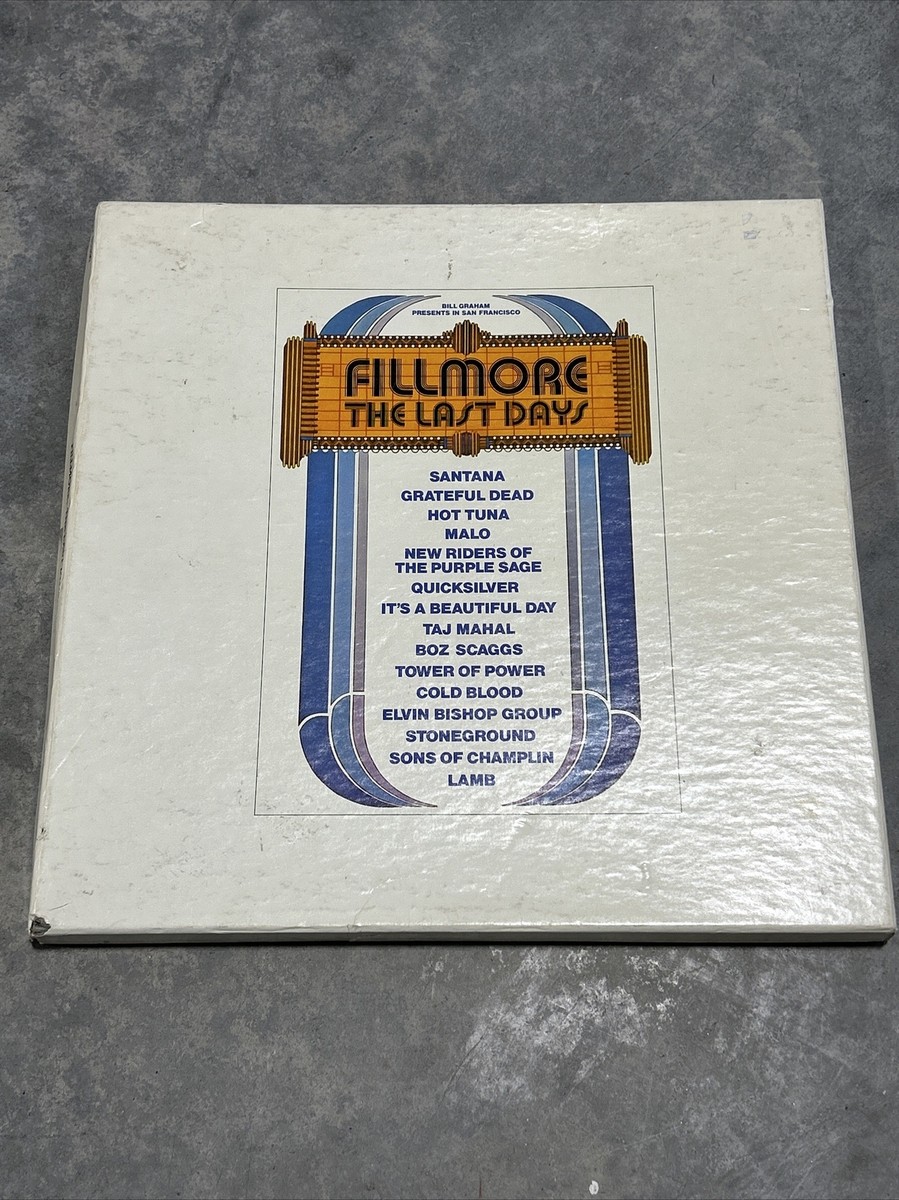 BILL GRAHAM
PRESENTS IN SAN FRANCISCO
FILLMORE
THE LAST DAYS
SANTANA
GRATEFUL DEAD
HOT TUNA
MALO
NEW RIDERS OF
THE PURPLE SAGE
QUICKSILVER
IT'S A BEAUTIFUL DAY
TAJ MAHAL
BOZ SCAGGS
TOWER OF POWER
COLD BLOOD
ELVIN BISHOP GROUP
STONEGROUND
SONS OF CHAMPLIN
LAMB